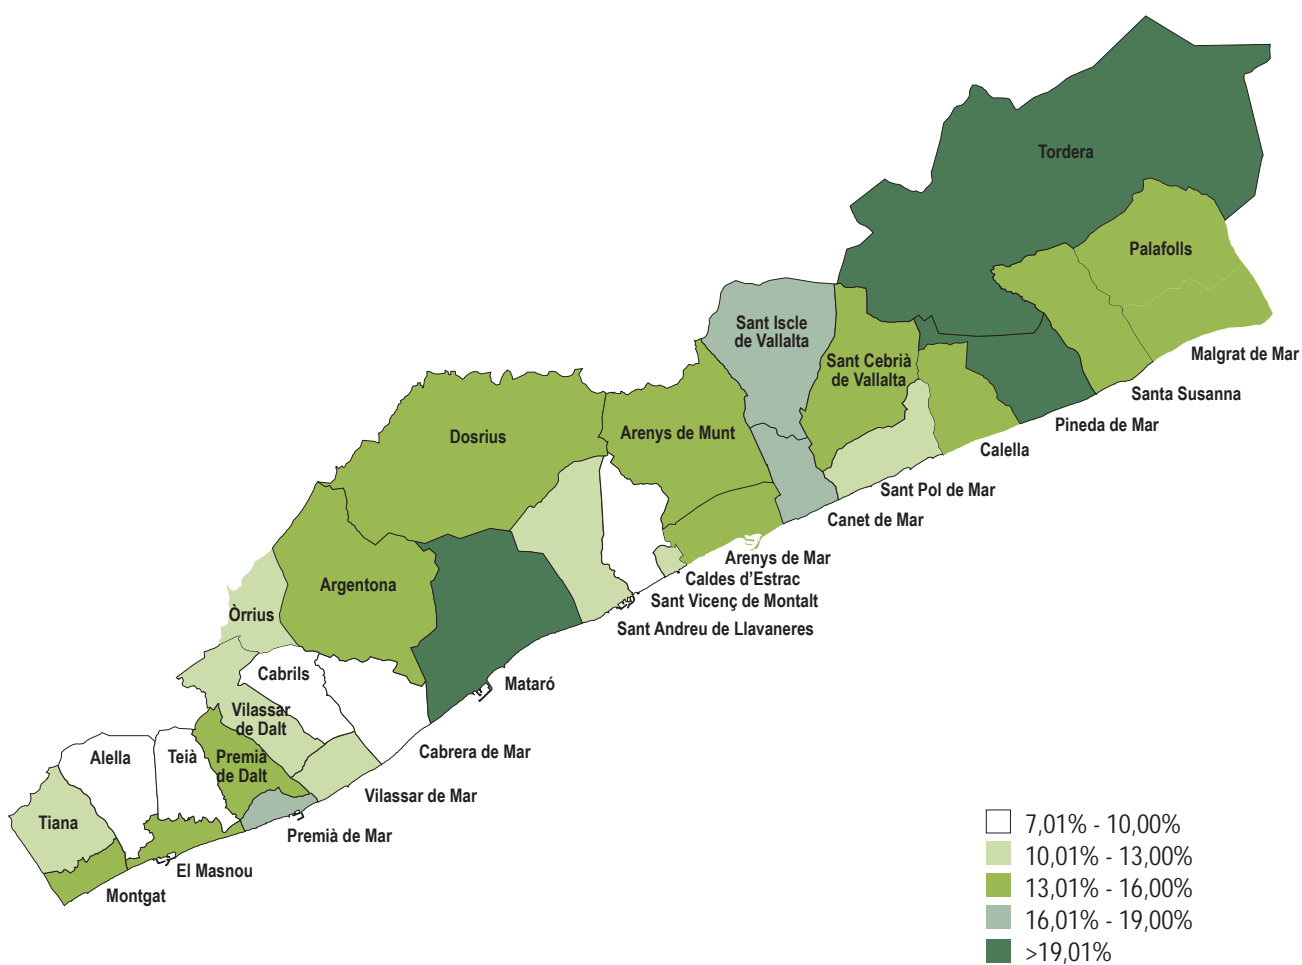 Tordera
Palafolls
Sant Iscle
de Vallalta
Malgrat de Mar
Sant Cebrià
de Vallalta
Santa Susanna
Pineda de Mar
Dosrius
Arenys de Munt
Calella
Sant Pol de Mar
Canet de Mar
Arenys de Mar
Argentona
Caldes d'Estrac
Sant Vicenç de Montalt
Òrrius
Sant Andreu de Llavaneres
Cabrils
Mataró
Vilassar
de Dalt
Cabrera de Mar
Alella
Teià
Premià
de Dalt
Vilassar de Mar
Tiana
Premià de Mar
El Masnou
Montgat
7,01% - 10,00%
10,01% - 13,00%
13,01% - 16,00%
16,01% - 19,00%
>19,01%